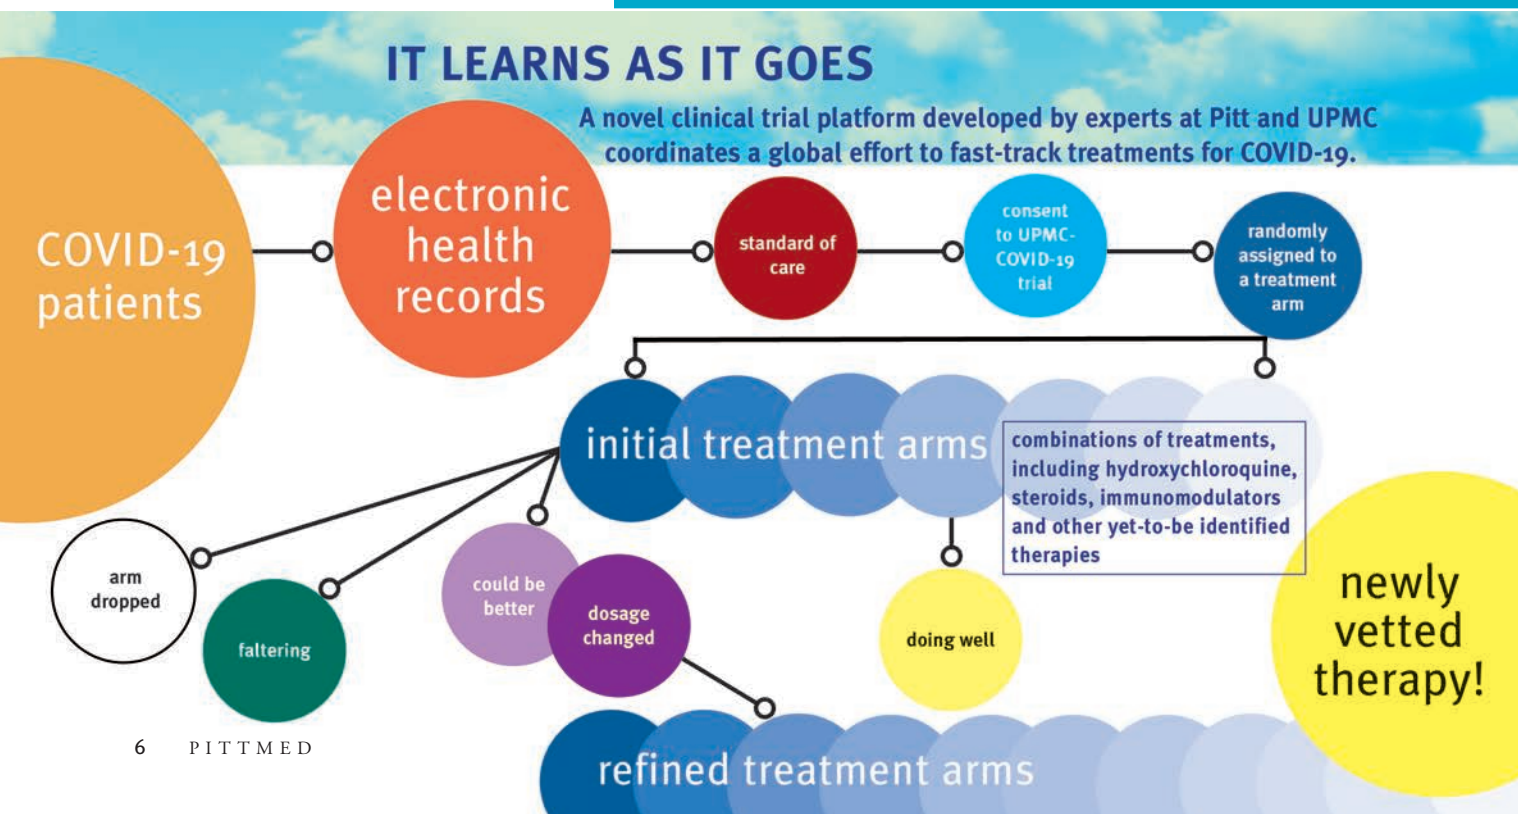 IT LEARNS AS IT GOES
A novel clinical trial platform developed by experts at Pitt and UPMC
coordinates a global effort to fast-track treatments for COVID-19.
COVID-19
patients
electronic
health
records
standard of
care
consent
to UPMC-
COVID-19
trial
randomly
assigned to
a treatment
arm
initial treatment arms
combinations of treatments,
including hydroxychloroquine,
steroids, immunomodulators
and other yet-to-be identified
therapies
arm
dropped
faltering
could be
better
dosage
changed
doing well
newly
vetted
therapy!
refined treatment arms
6 PITTMED